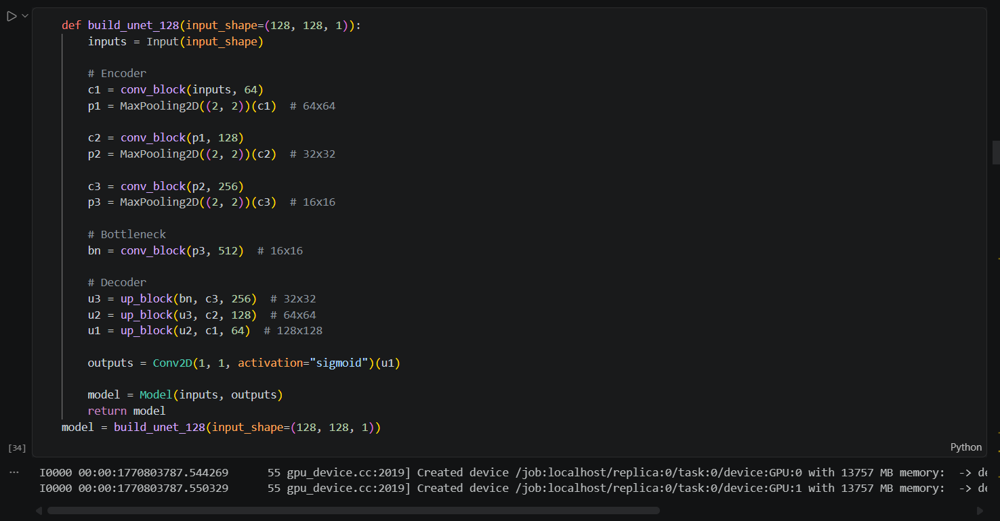 def build_unet_128(input_shape=(128, 128, 1)):
    inputs = Input(input_shape)

    # Encoder
    c1 = conv_block(inputs, 64)
    p1 = MaxPooling2D((2, 2))(c1)  # 64x64

    c2 = conv_block(p1, 128)
    p2 = MaxPooling2D((2, 2))(c2)  # 32x32

    c3 = conv_block(p2, 256)
    p3 = MaxPooling2D((2, 2))(c3)  # 16x16

    # Bottleneck
    bn = conv_block(p3, 512)  # 16x16

    # Decoder
    u3 = up_block(bn, c3, 256)  # 32x32
    u2 = up_block(u3, c2, 128)  # 64x64
    u1 = up_block(u2, c1, 64)  # 128x128

    outputs = Conv2D(1, 1, activation="sigmoid")(u1)

    model = Model(inputs, outputs)
    return model
model = build_unet_128(input_shape=(128, 128, 1))
[34]
Python
I0000 00:00:1770803787.544269      55 gpu_device.cc:2019] Created device /job:localhost/replica:0/task:0/device:GPU:0 with 13757 MB memory:  -> de
I0000 00:00:1770803787.550329      55 gpu_device.cc:2019] Created device /job:localhost/replica:0/task:0/device:GPU:1 with 13757 MB memory:  -> de